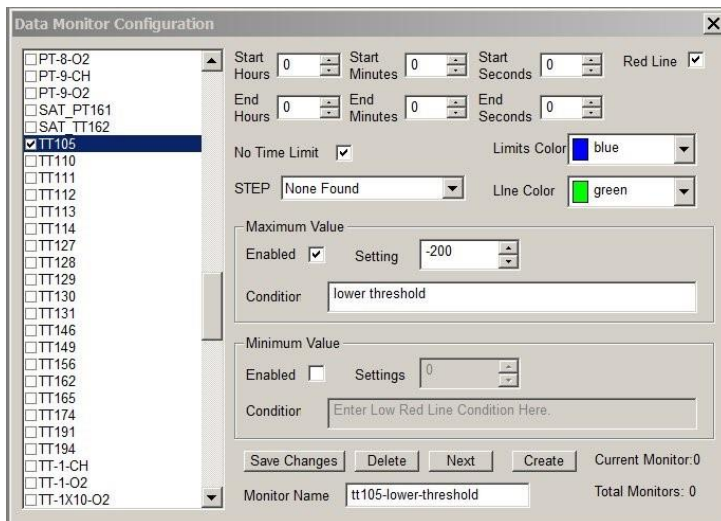 Data Monitor Configuration
PT-8-O2
PT-9-CH
PT-9-O2
SAT_PT161
SAT_TT162
TT105
TT110
TT111
TT112
TT113
TT114
TT127
TT128
TT129
TT130
TT131
TT146
TT149
TT156
TT162
TT165
TT174
TT191
TT194
TT-1-CH
TT-1-O2
TT-1X10-O2
Start Hours 0 Start Minutes 0 Start Seconds 0 Red Line
End Hours 0 End Minutes 0 End Seconds 0
No Time Limit Limits Color blue
STEP None Found LIne Color green
Maximum Value
Enabled Setting -200
Condition lower threshold
Minimum Value
Enabled Settings 0
Condition Enter Low Red Line Condition Here.
Save Changes Delete Next Create Current Monitor:0
Monitor Name tt105-lower-threshold Total Monitors: 0